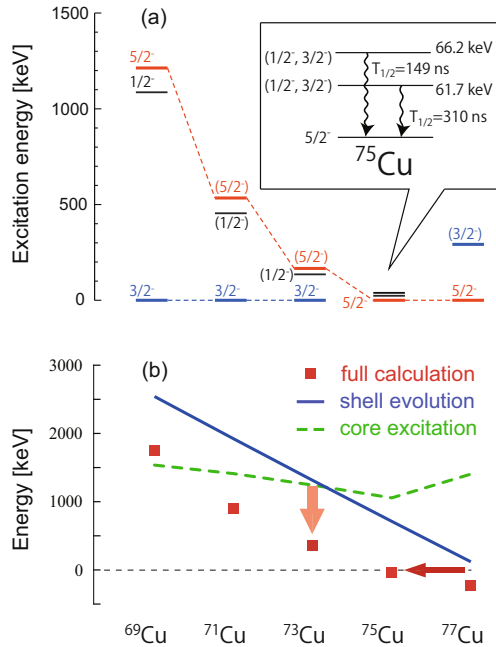 (a)
Excitation energy [keV]
1500
1000
500
0
5/2⁻
1/2⁻
(5/2⁻)
(1/2⁻)
(5/2⁻)
(1/2⁻)
3/2⁻
3/2⁻
3/2⁻
5/2⁻
(3/2⁻)
5/2⁻
(1/2⁻, 3/2⁻) 66.2 keV
T₁/₂=149 ns
(1/2⁻, 3/2⁻) 61.7 keV
T₁/₂=310 ns
5/2⁻
⁷⁵Cu
(b)
Energy [keV]
3000
2000
1000
0
full calculation
shell evolution
core excitation
⁶⁹Cu ⁷¹Cu ⁷³Cu ⁷⁵Cu ⁷⁷Cu